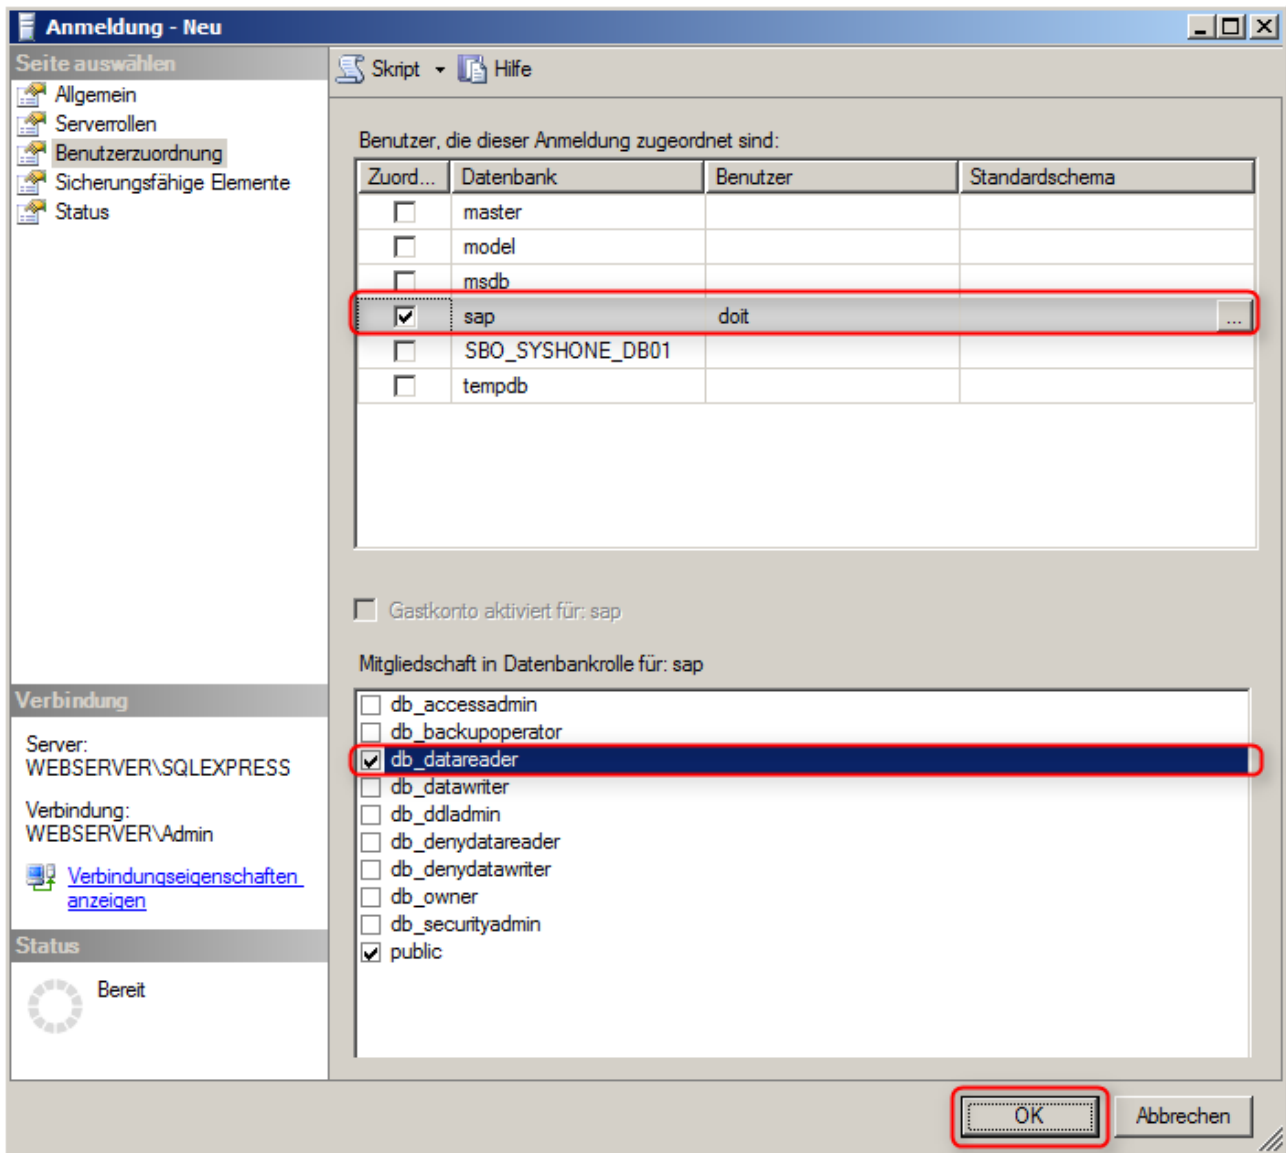 Anmeldung - Neu
Seite auswählen
Allgemein
Serverrollen
Benutzerzuordnung
Sicherungsfähige Elemente
Status
Skript
Hilfe
Benutzer, die dieser Anmeldung zugeordnet sind:
Zuord... Datenbank Benutzer Standardschema
master
model
msdb
sap doit ...
SBO_SYSHONE_DB01
tempdb
Gastkonto aktiviert für: sap
Mitgliedschaft in Datenbankrolle für: sap
db_accessadmin
db_backupoperator
db_datareader
db_datawriter
db_ddladmin
db_denydatareader
db_denydatawriter
db_owner
db_securityadmin
public
Verbindung
Server:
WEBSERVER\SQLEXPRESS
Verbindung:
WEBSERVER\Admin
Verbindungseigenschaften
anzeigen
Status
Bereit
OK
Abbrechen